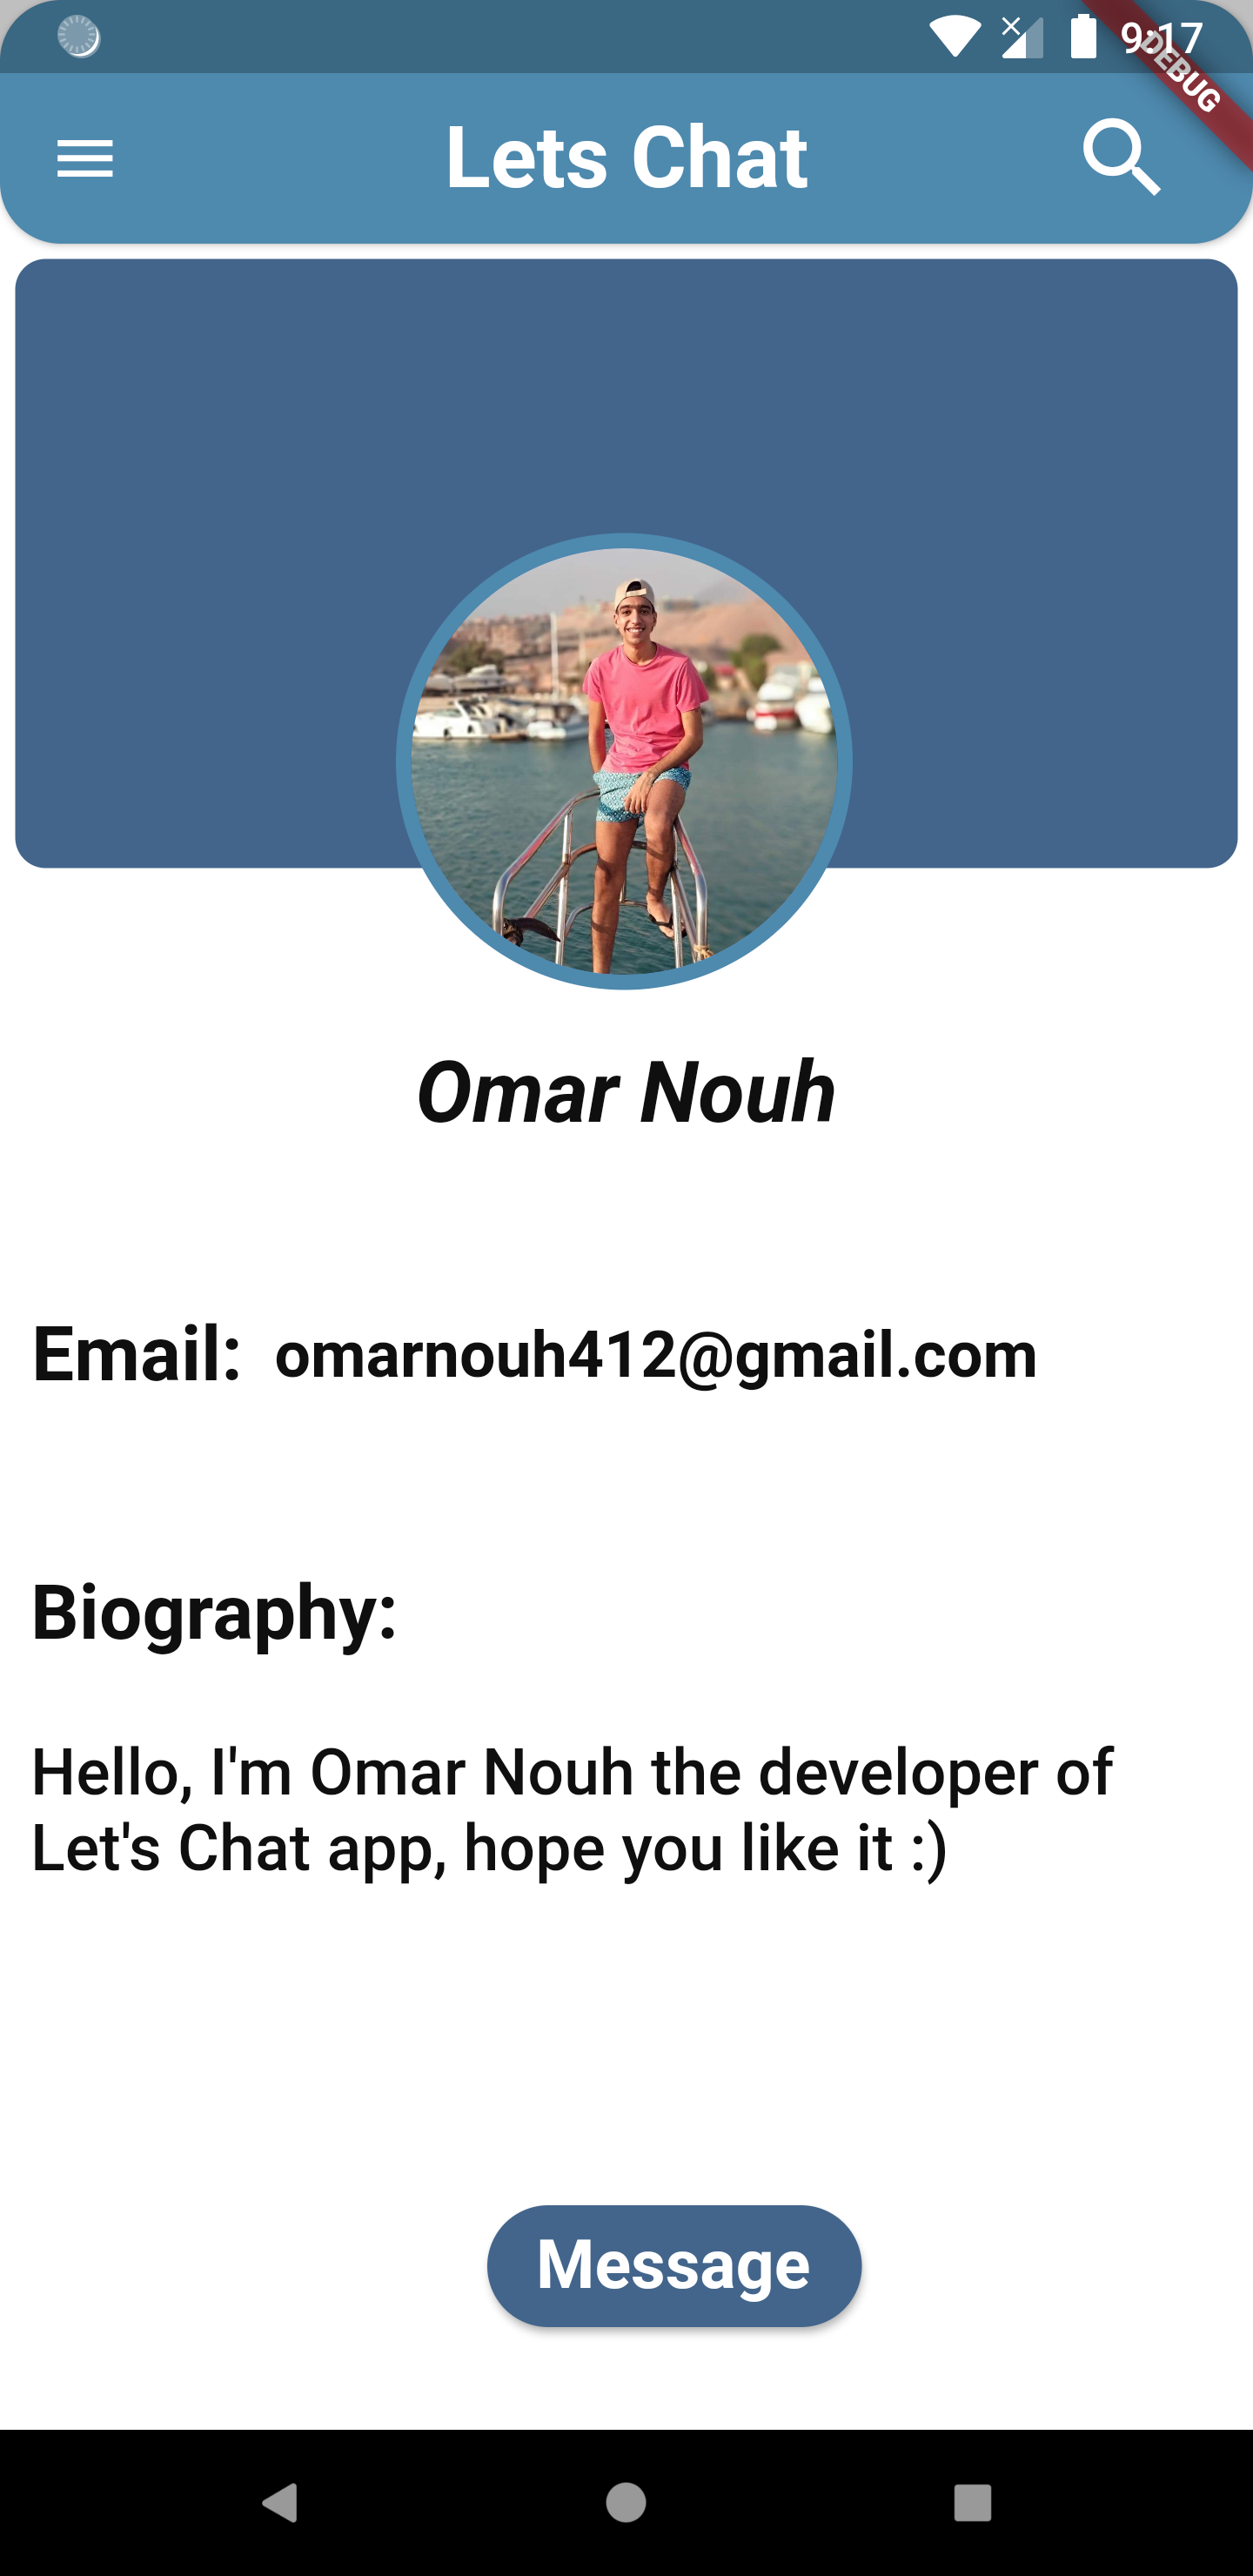 9:17
DEBUG
Lets Chat
Omar Nouh
Email: omarnouh412@gmail.com
Biography:
Hello, I'm Omar Nouh the developer of
Let's Chat app, hope you like it :)
Message